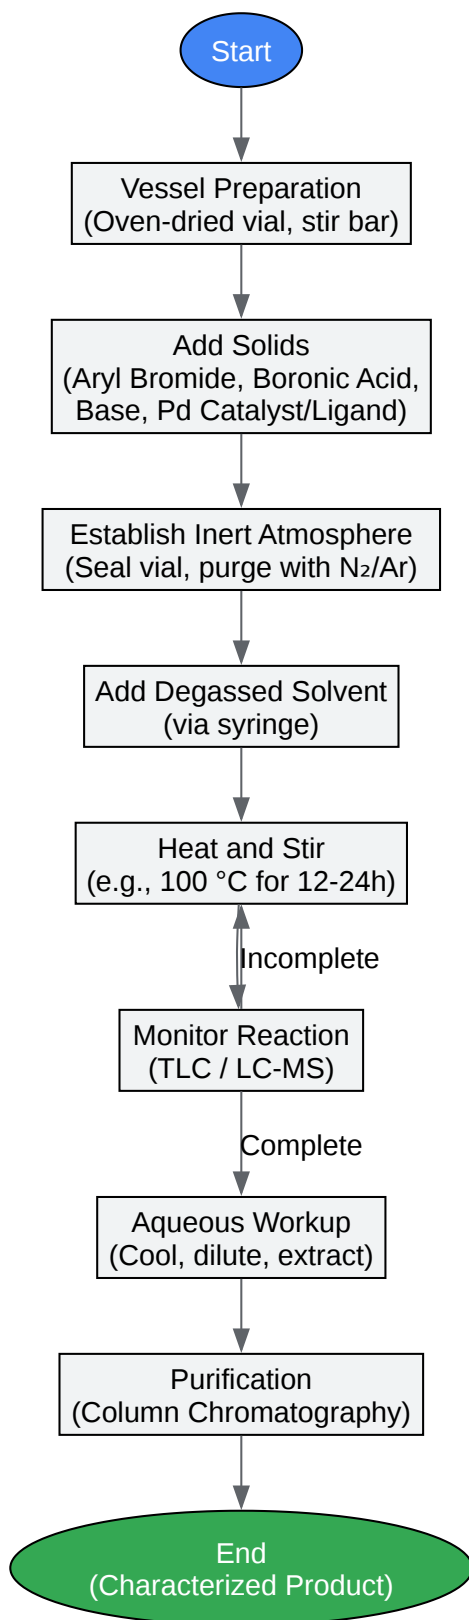 Start
Vessel Preparation
(Oven-dried vial, stir bar)
Add Solids
(Aryl Bromide, Boronic Acid,
Base, Pd Catalyst/Ligand)
Establish Inert Atmosphere
(Seal vial, purge with N₂/Ar)
Add Degassed Solvent
(via syringe)
Heat and Stir
(e.g., 100 °C for 12-24h)
Incomplete
Monitor Reaction
(TLC / LC-MS)
Complete
Aqueous Workup
(Cool, dilute, extract)
Purification
(Column Chromatography)
End
(Characterized Product)